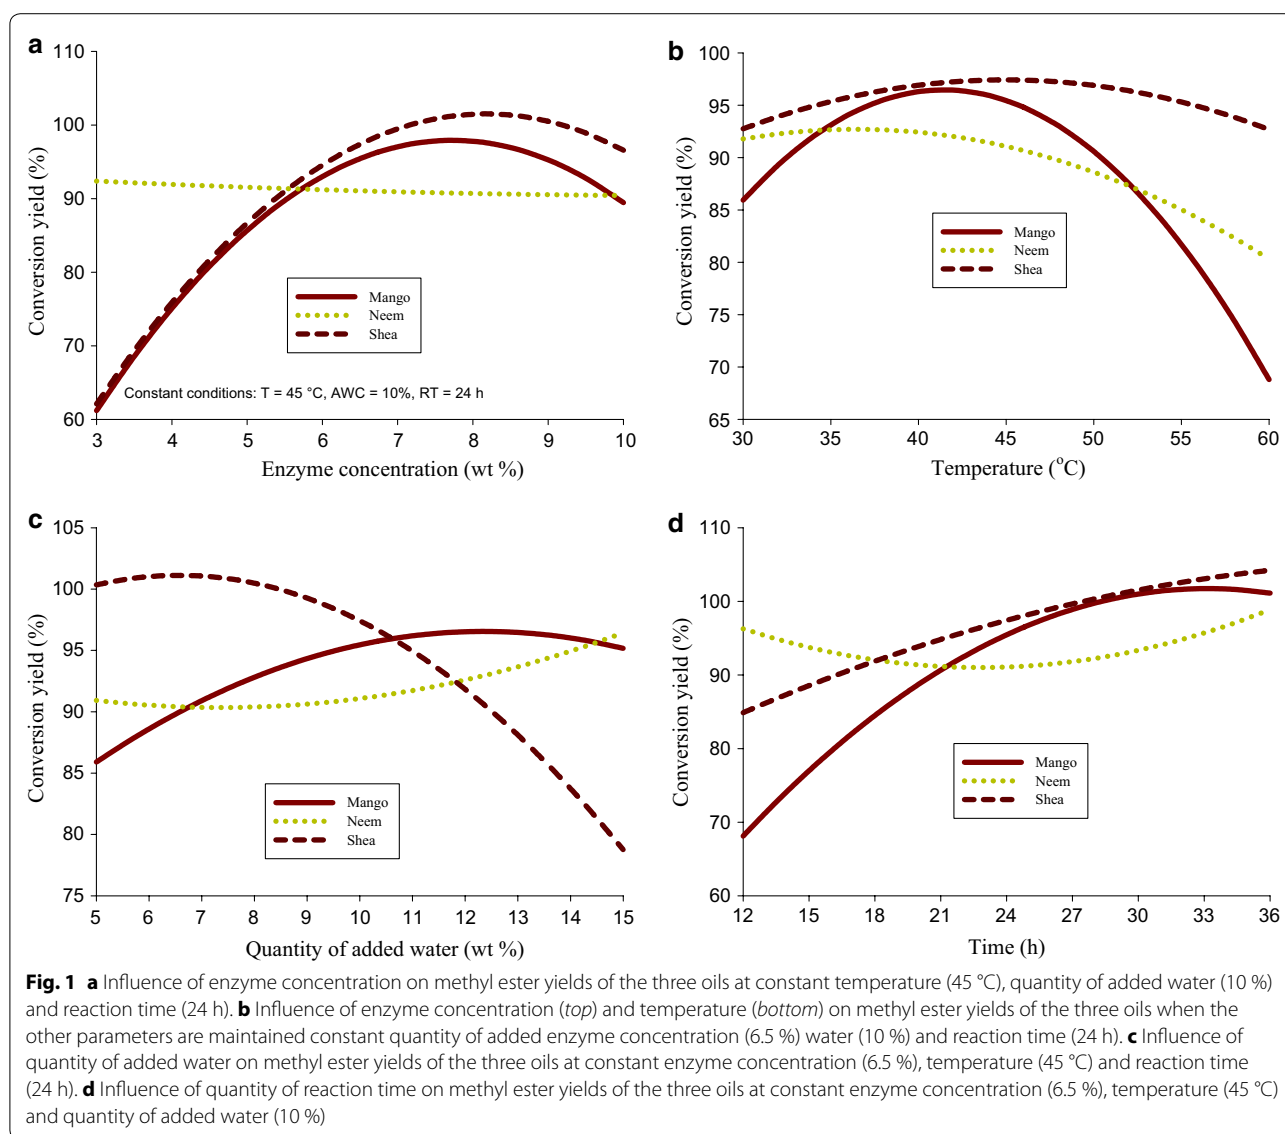 a
110
100
90
80
70
60
Conversion yield (%)
Mango
Neem
Shea
Constant conditions: T = 45 °C, AWC = 10%, RT = 24 h
3 4 5 6 7 8 9 10
Enzyme concentration (wt %)
b
100
95
90
85
80
75
70
65
Conversion yield (%)
Mango
Neem
Shea
30 35 40 45 50 55 60
Temperature (°C)
c
105
100
95
90
85
80
75
Conversion yield (%)
Mango
Neem
Shea
5 6 7 8 9 10 11 12 13 14 15
Quantity of added water (wt %)
d
110
100
90
80
70
60
Conversion yield (%)
Mango
Neem
Shea
12 15 18 21 24 27 30 33 36
Time (h)
Fig. 1 a Influence of enzyme concentration on methyl ester yields of the three oils at constant temperature (45 °C), quantity of added water (10 %)
and reaction time (24 h). b Influence of enzyme concentration (top) and temperature (bottom) on methyl ester yields of the three oils when the
other parameters are maintained constant quantity of added enzyme concentration (6.5 %) water (10 %) and reaction time (24 h). c Influence of
quantity of added water on methyl ester yields of the three oils at constant enzyme concentration (6.5 %), temperature (45 °C) and reaction time
(24 h). d Influence of quantity of reaction time on methyl ester yields of the three oils at constant enzyme concentration (6.5 %), temperature (45 °C)
and quantity of added water (10 %)